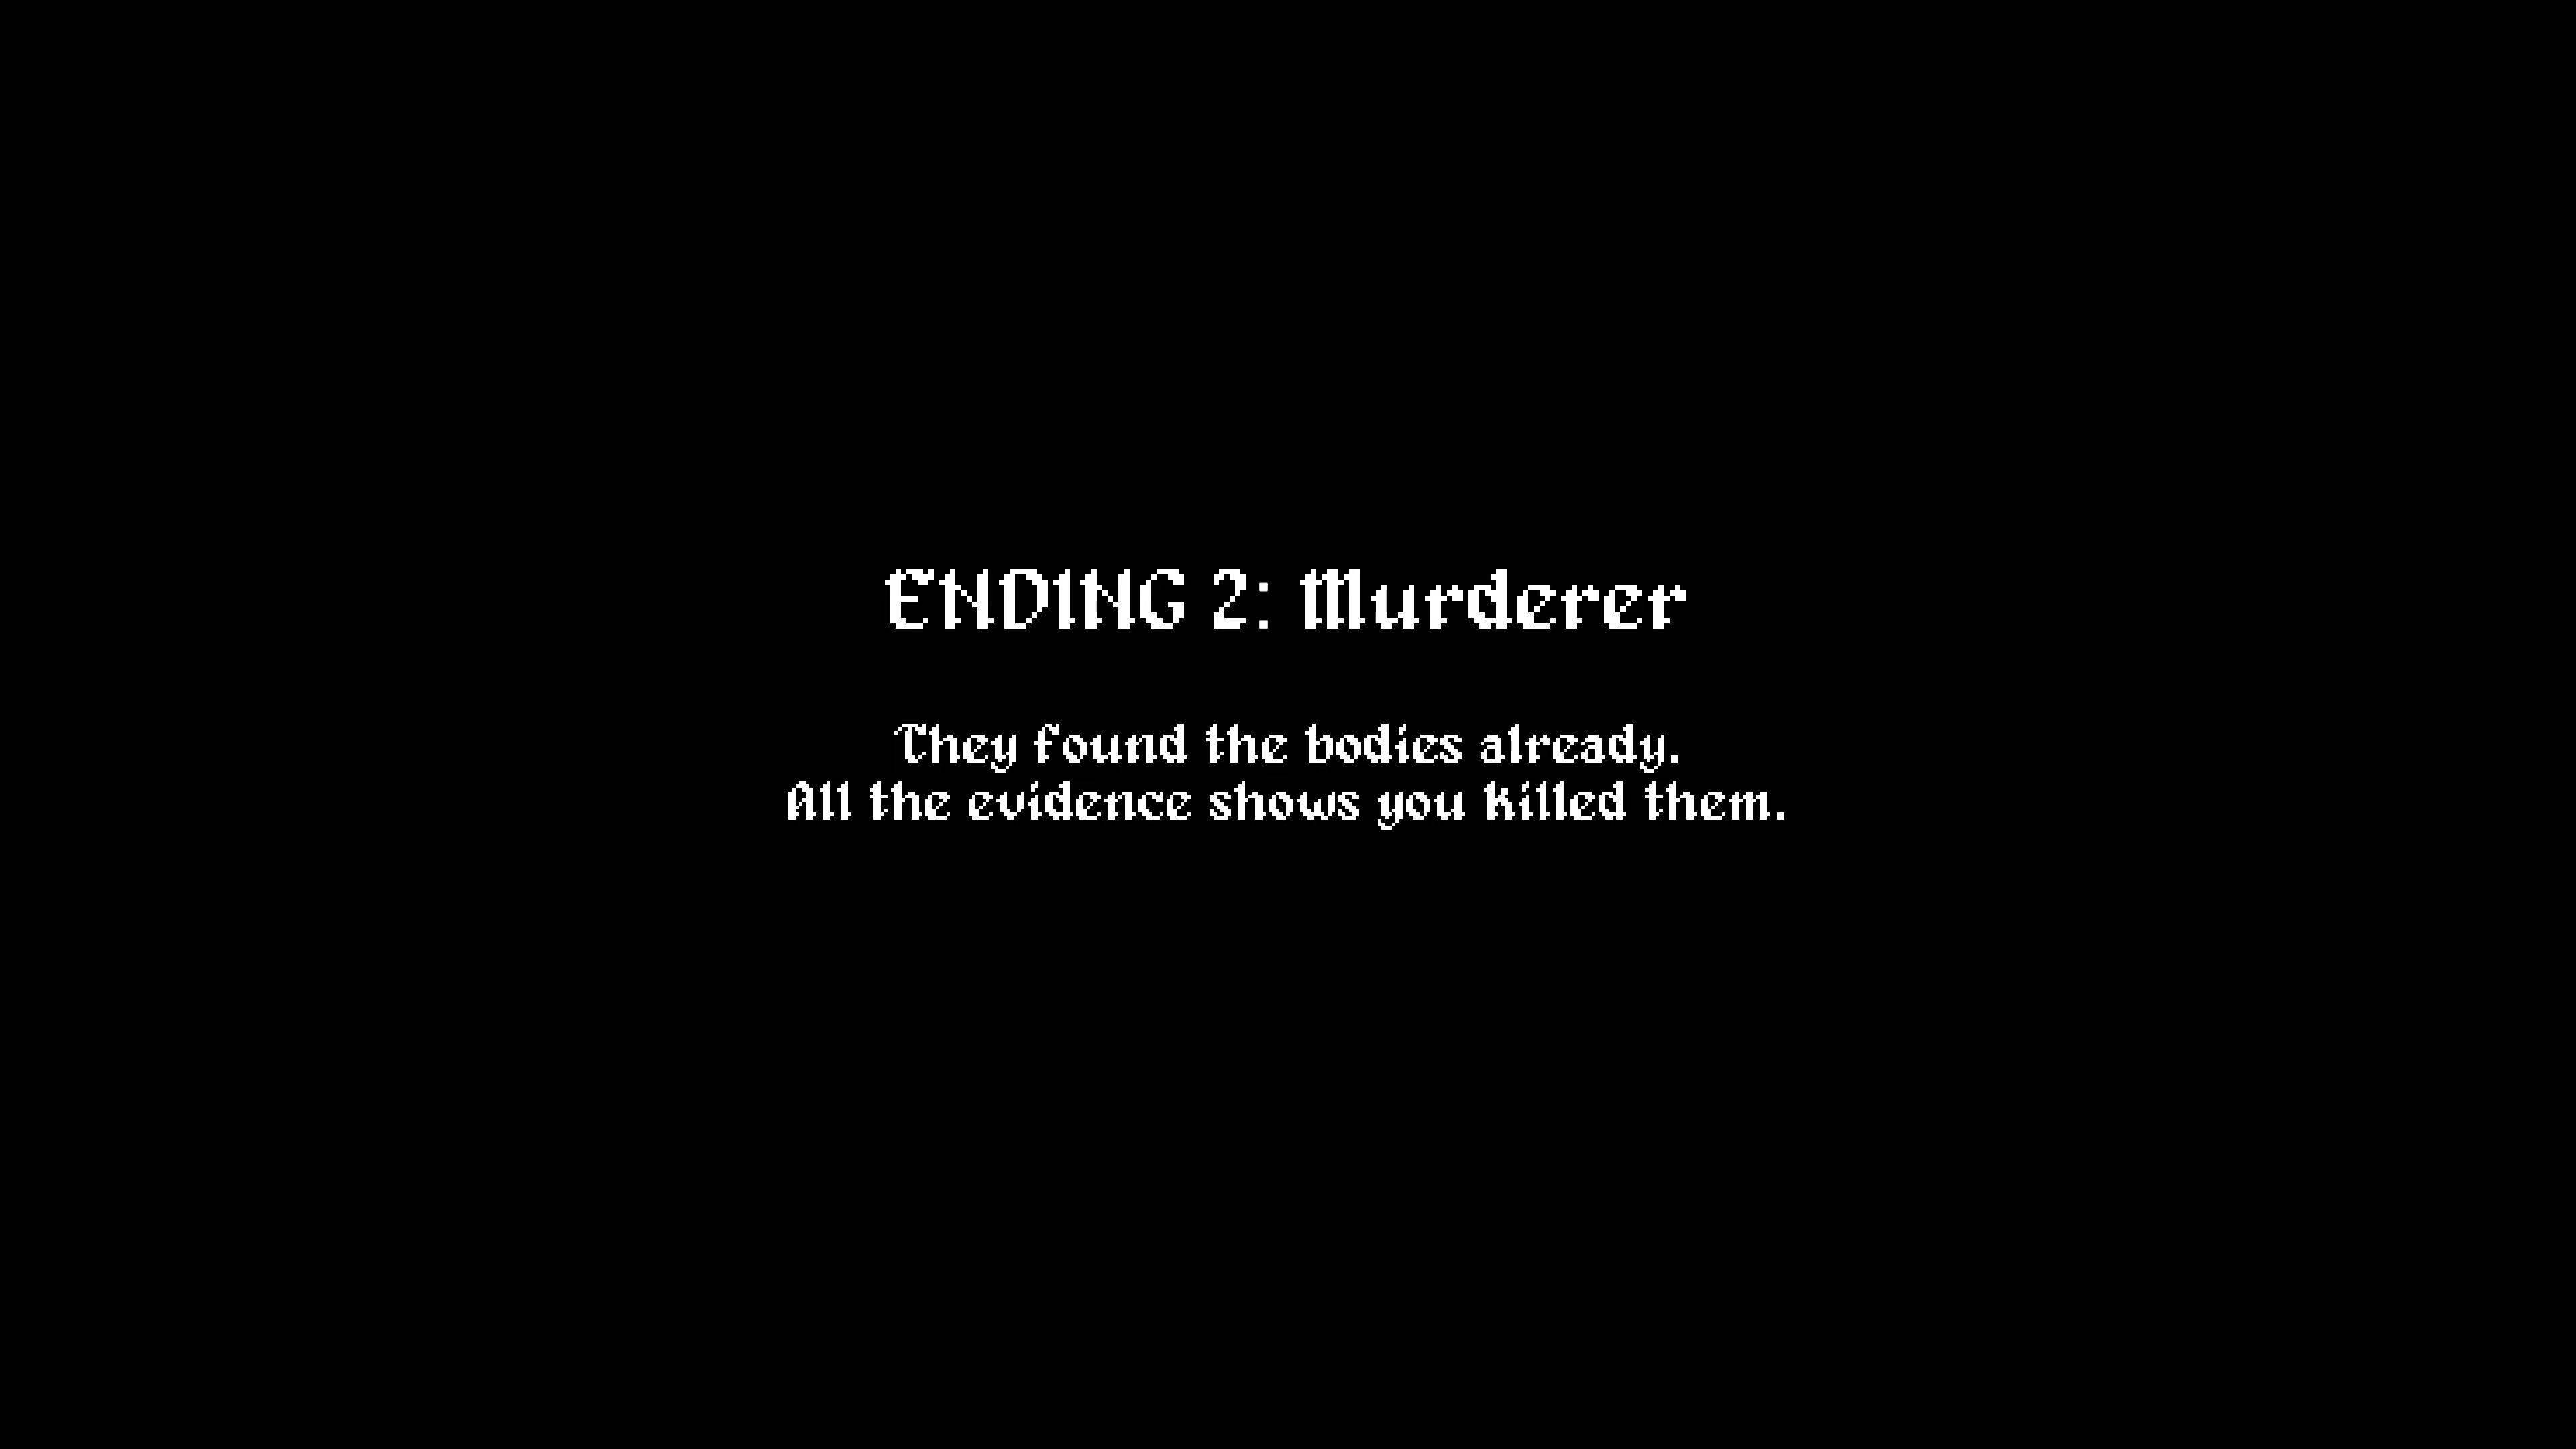 ENDING 2: Murderer
They found the bodies already.
All the evidence shows you killed them.